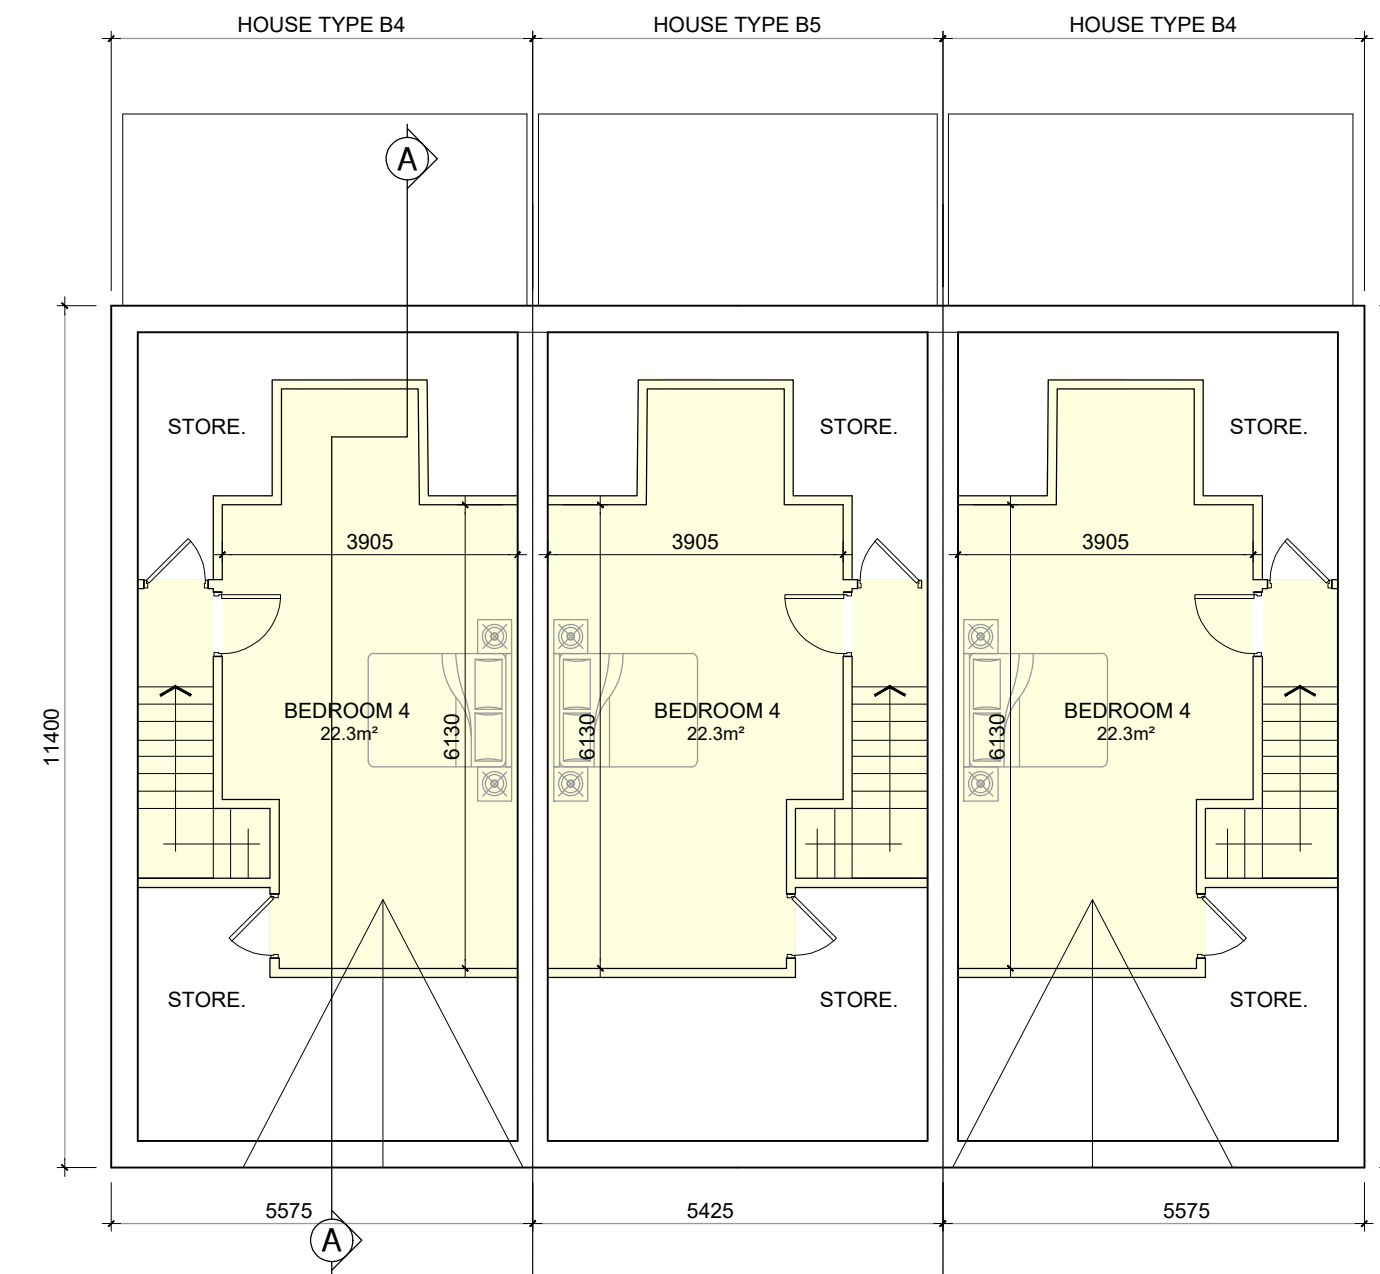 HOUSE TYPE B4
HOUSE TYPE B5
HOUSE TYPE B4
A
STORE.
STORE.
STORE.
3905
3905
3905
BEDROOM 4
22.3m²
6130
6130
BEDROOM 4
22.3m²
6130
BEDROOM 4
22.3m²
11400
STORE.
STORE.
STORE.
5575
5425
5575
A